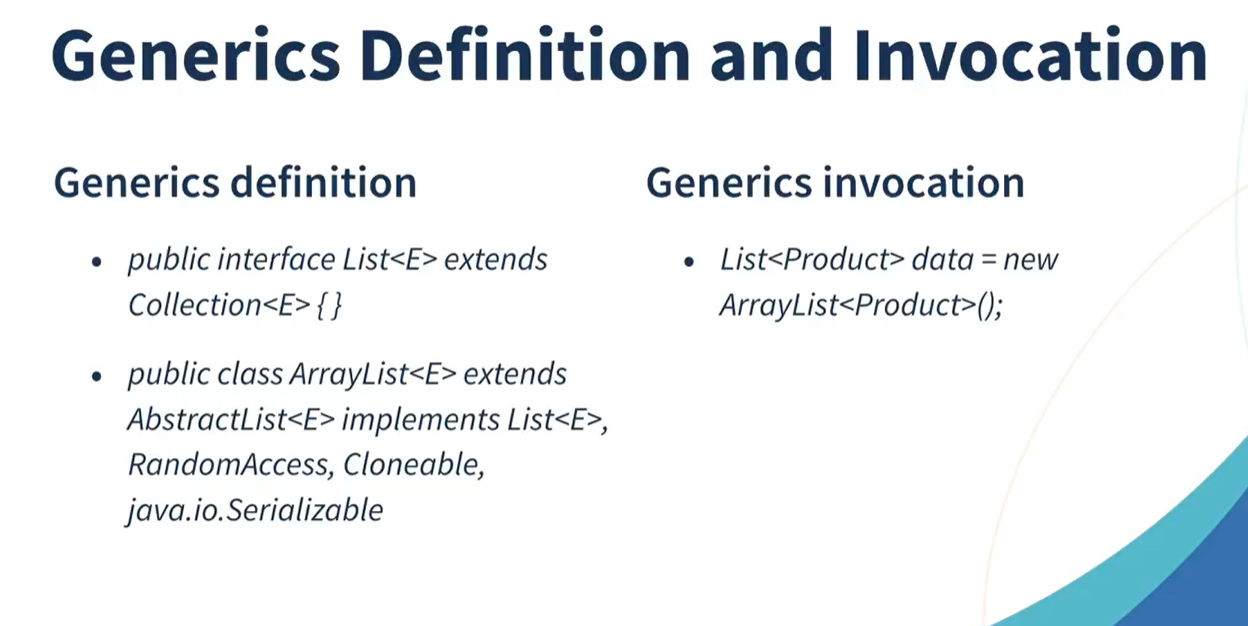 Generics Definition and Invocation
Generics definition
• public interface List<E> extends
Collection<E> { }
• public class ArrayList<E> extends
AbstractList<E> implements List<E>,
RandomAccess, Cloneable,
java.io.Serializable
Generics invocation
• List<Product> data = new
ArrayList<Product>();